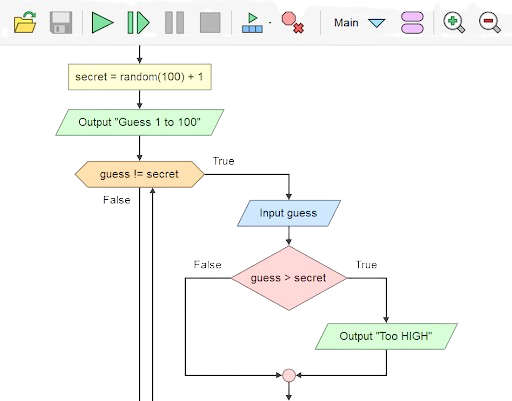 Main
secret = random(100) + 1
Output "Guess 1 to 100"
guess != secret
True
False
Input guess
False
guess > secret
True
Output "Too HIGH"